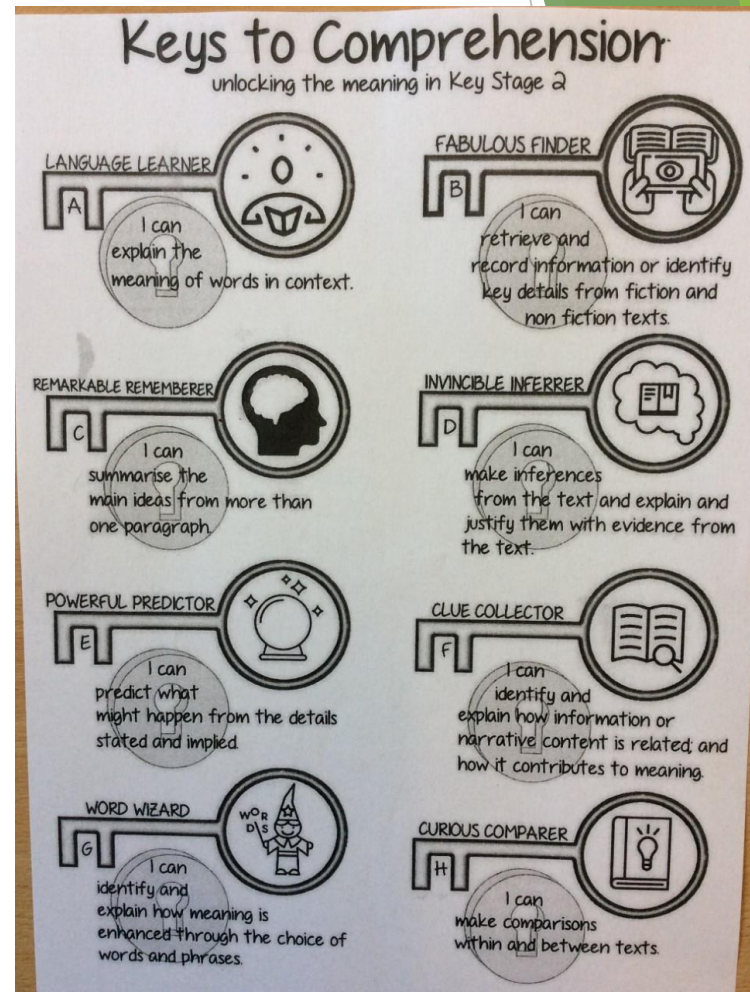 Keys to Comprehension
unlocking the meaning in Key Stage 2
LANGUAGE LEARNER
A
I can
explain the
meaning of words in context.
FABULOUS FINDER
B
I can
retrieve and
record information or identify
key details from fiction and
non fiction texts.
REMARKABLE REMEMBERER
C
I can
summarise the
main ideas from more than
one paragraph.
INVINCIBLE INFERRER
D
I can
make inferences
from the text and explain and
justify them with evidence from
the text.
POWERFUL PREDICTOR
E
I can
predict what
might happen from the details
stated and implied.
CLUE COLLECTOR
F
I can
identify and
explain how information or
narrative content is related; and
how it contributes to meaning.
WORD WIZARD
WOR
DS
G
I can
identify and
explain how meaning is
enhanced through the choice of
words and phrases.
CURIOUS COMPARER
H
I can
make comparisons
within and between texts.